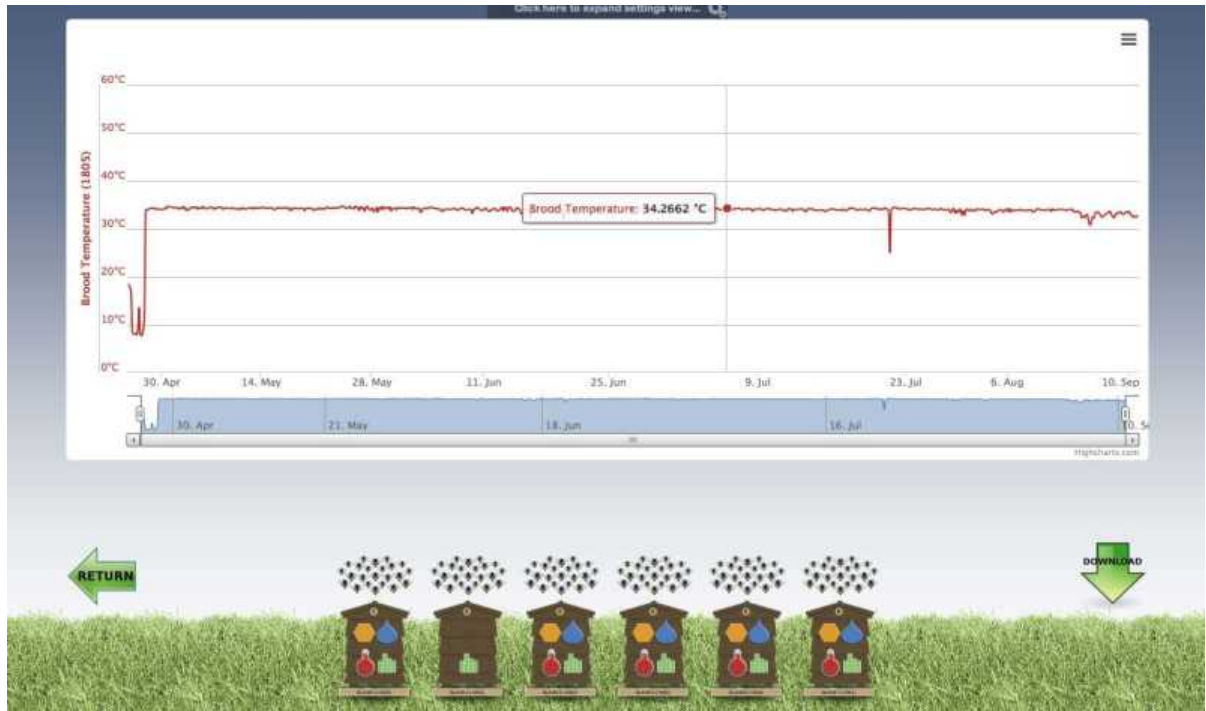 Click here to expand settings view...
60°C
50°C
40°C
30°C
20°C
10°C
0°C
Brood Temperature (1805)
Brood Temperature: 34.2662 °C
30. Apr 14. May 28. May 11. Jun 25. Jun 9. Jul 23. Jul 6. Aug 10. Sep
30. Apr 21. May 18. Jun 16. Jul 10. S
Highcharts.com
RETURN
DOWNLOAD